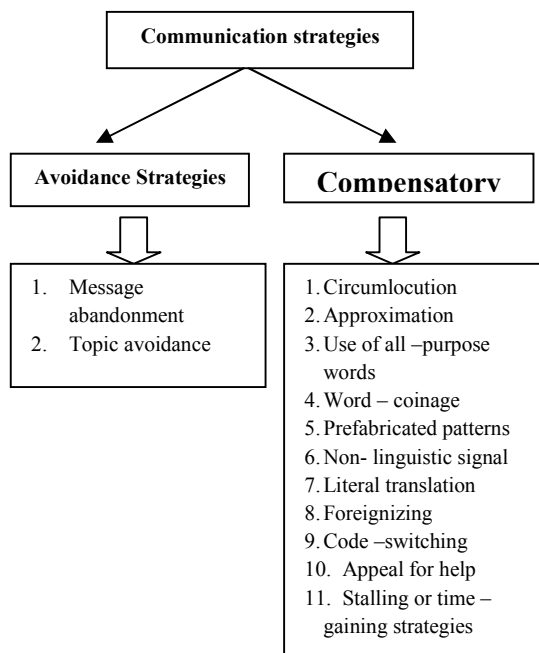 Communication strategies
Avoidance Strategies
Compensatory
1. Message
abandonment
2. Topic avoidance
1. Circumlocution
2. Approximation
3. Use of all –purpose
words
4. Word – coinage
5. Prefabricated patterns
6. Non- linguistic signal
7. Literal translation
8. Foreignizing
9. Code –switching
10. Appeal for help
11. Stalling or time –
gaining strategies